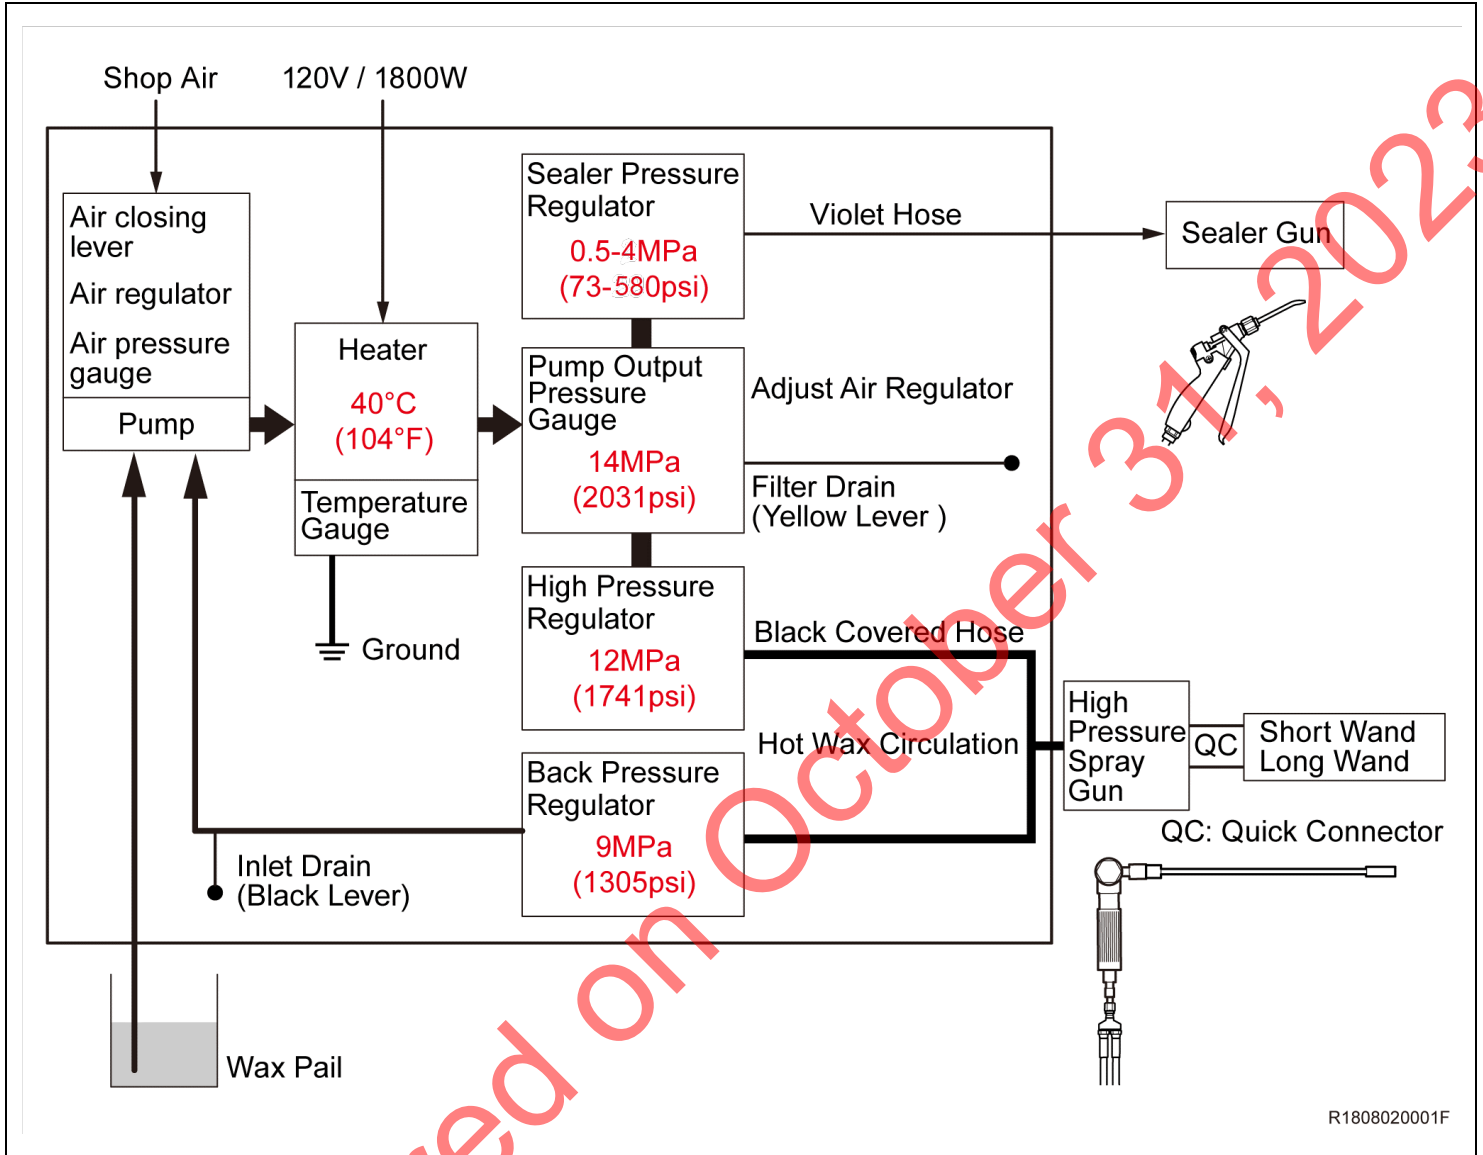 Shop Air
120V / 1800W
Air closing
lever
Air regulator
Air pressure
gauge
Pump
Heater
40°C
(104°F)
Temperature
Gauge
Ground
Sealer Pressure
Regulator
0.5-4MPa
(73-580psi)
Violet Hose
Sealer Gun
Pump Output
Pressure
Gauge
14MPa
(2031psi)
Adjust Air Regulator
Filter Drain
(Yellow Lever )
High Pressure
Regulator
12MPa
(1741psi)
Black Covered Hose
Hot Wax Circulation
High
Pressure
Spray
Gun
QC
Short Wand
Long Wand
QC: Quick Connector
Back Pressure
Regulator
9MPa
(1305psi)
Inlet Drain
(Black Lever)
Wax Pail
R1808020001F
red on October 31, 2023